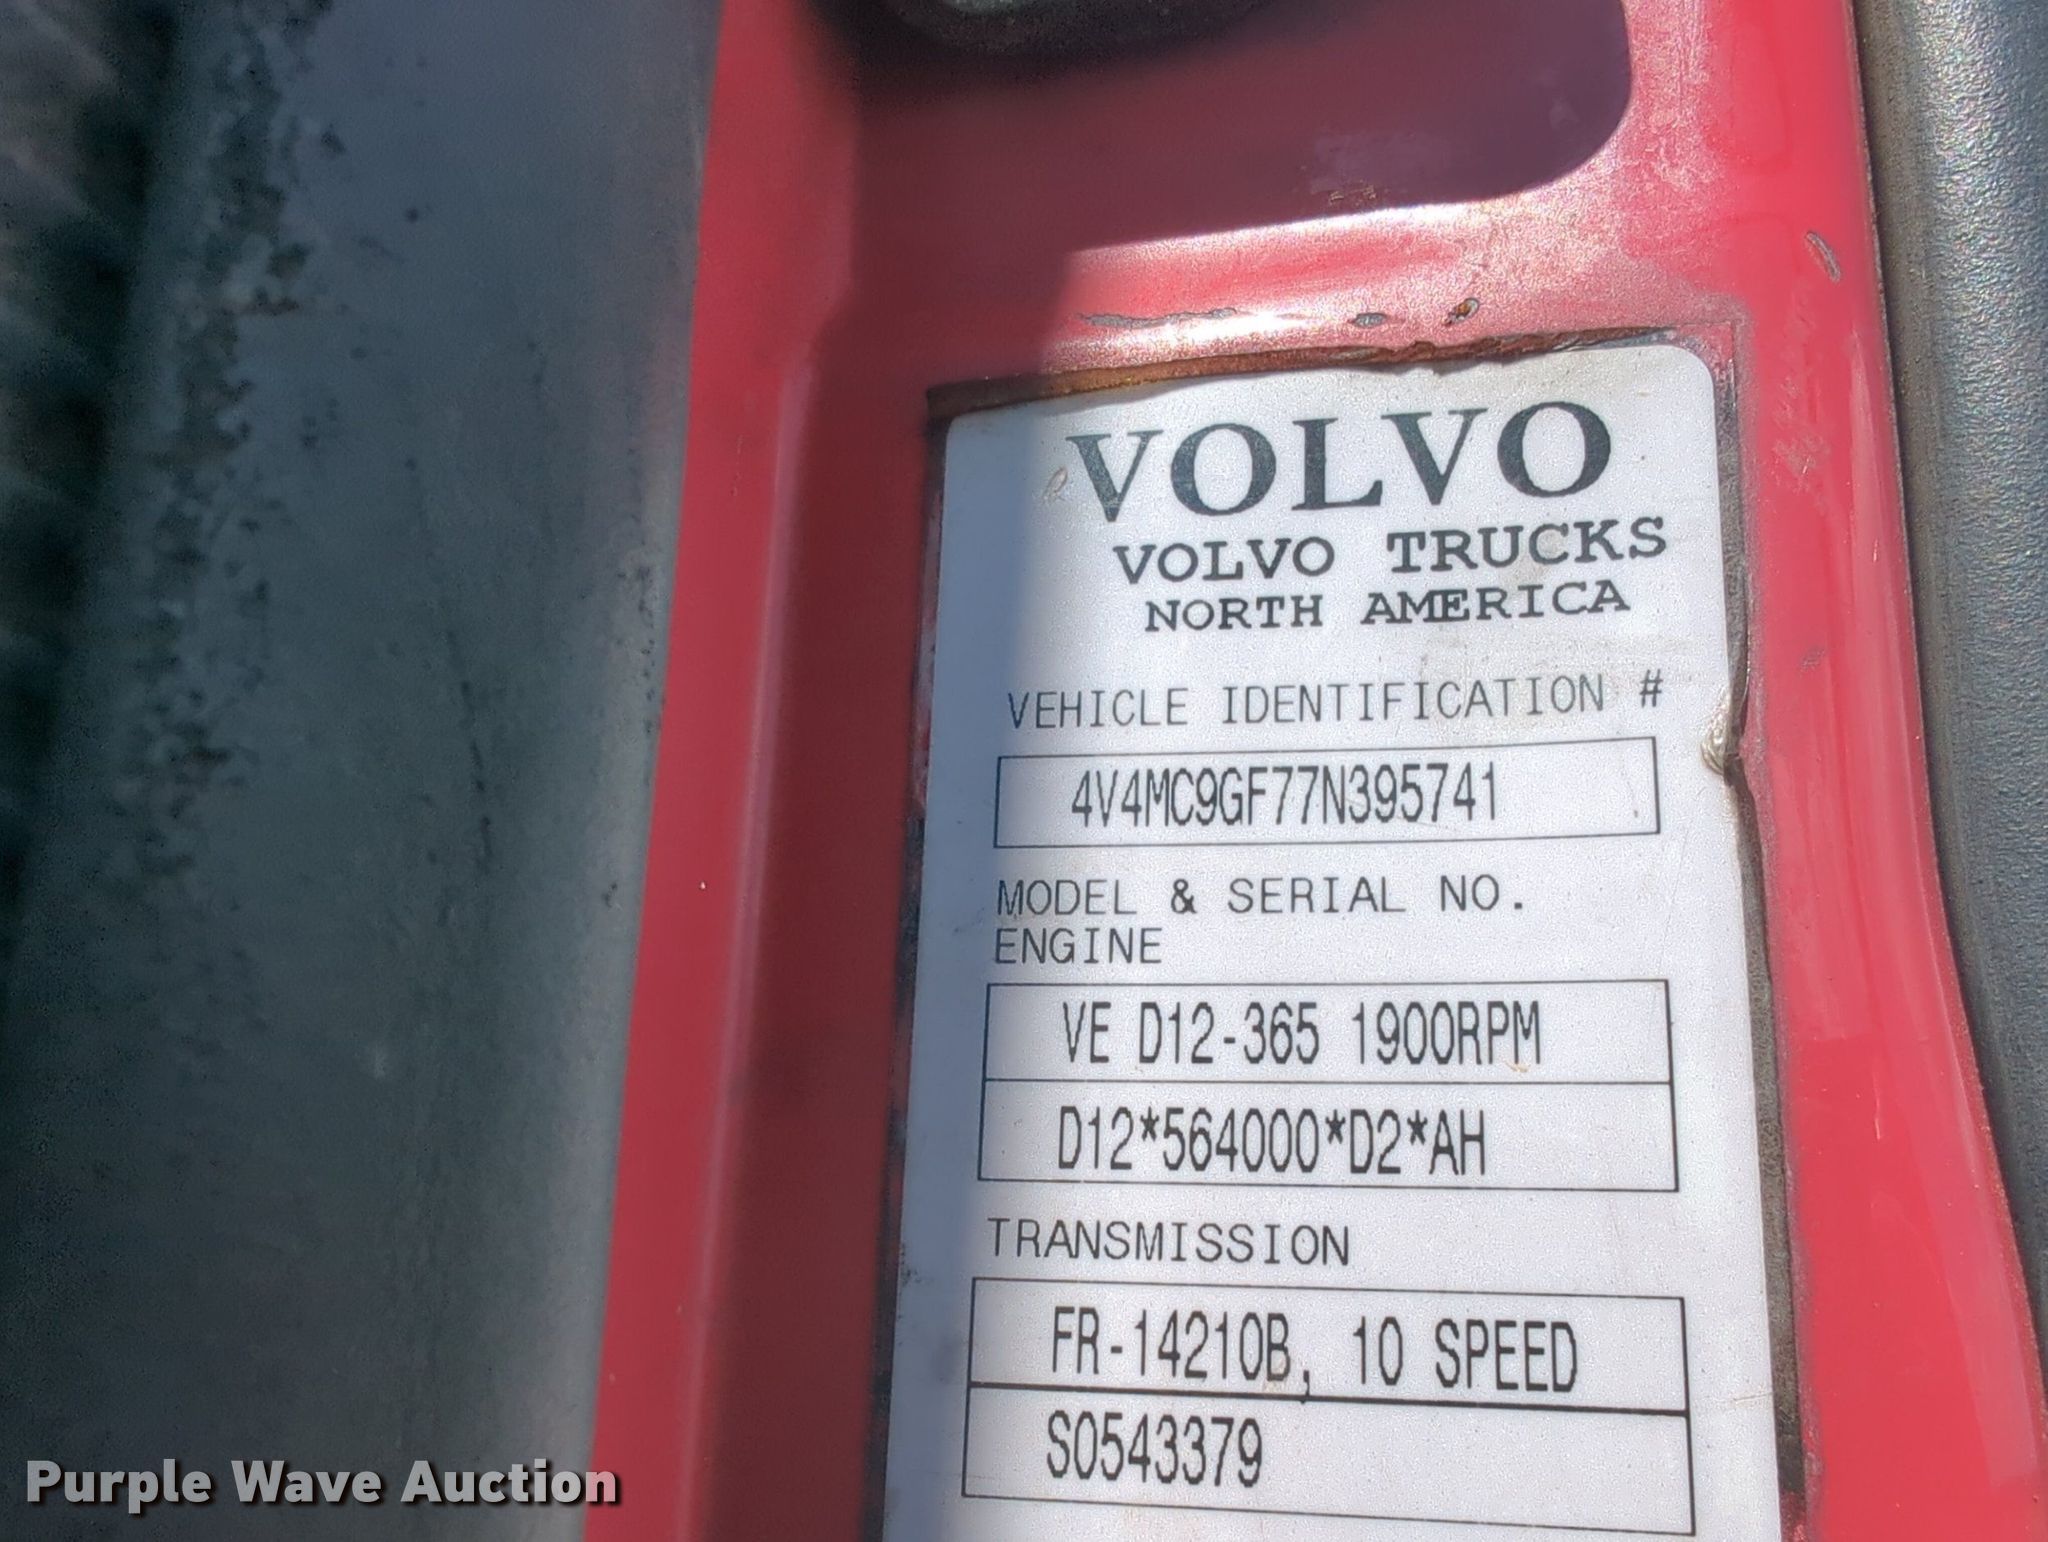 VOLVO
VOLVO TRUCKS
NORTH AMERICA
VEHICLE IDENTIFICATION #
4V4MC9GF77N395741
MODEL & SERIAL NO.
ENGINE
VE D12-365 1900RPM
D12*564000*D2*AH
TRANSMISSION
FR-14210B, 10 SPEED
S0543379
Purple Wave Auction